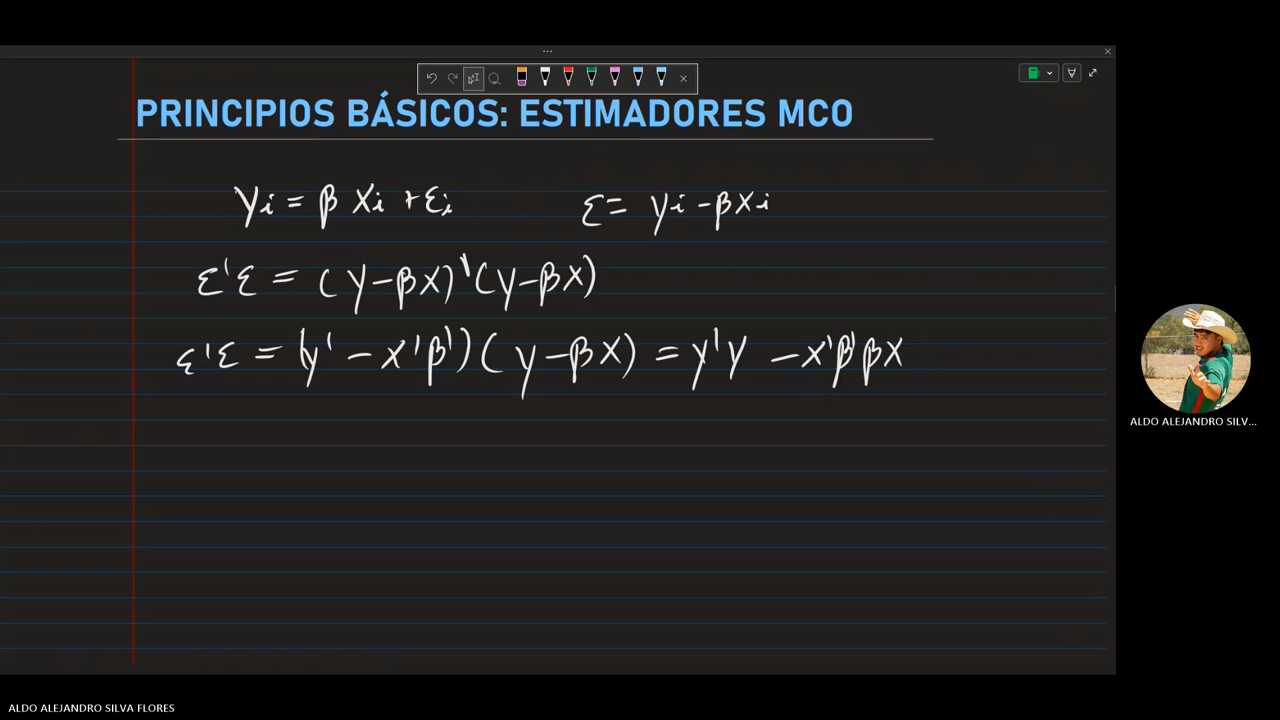 PRINCIPIOS BÁSICOS: ESTIMADORES MCO
yi = β xi + εi
ε = yi - βxi
ε'ε = (y - βx)'(y - βx)
ε'ε = (y' - x'β')(y - βx) = y'y - x'β'βx
ALDO ALEJANDRO SILV...
ALDO ALEJANDRO SILVA FLORES